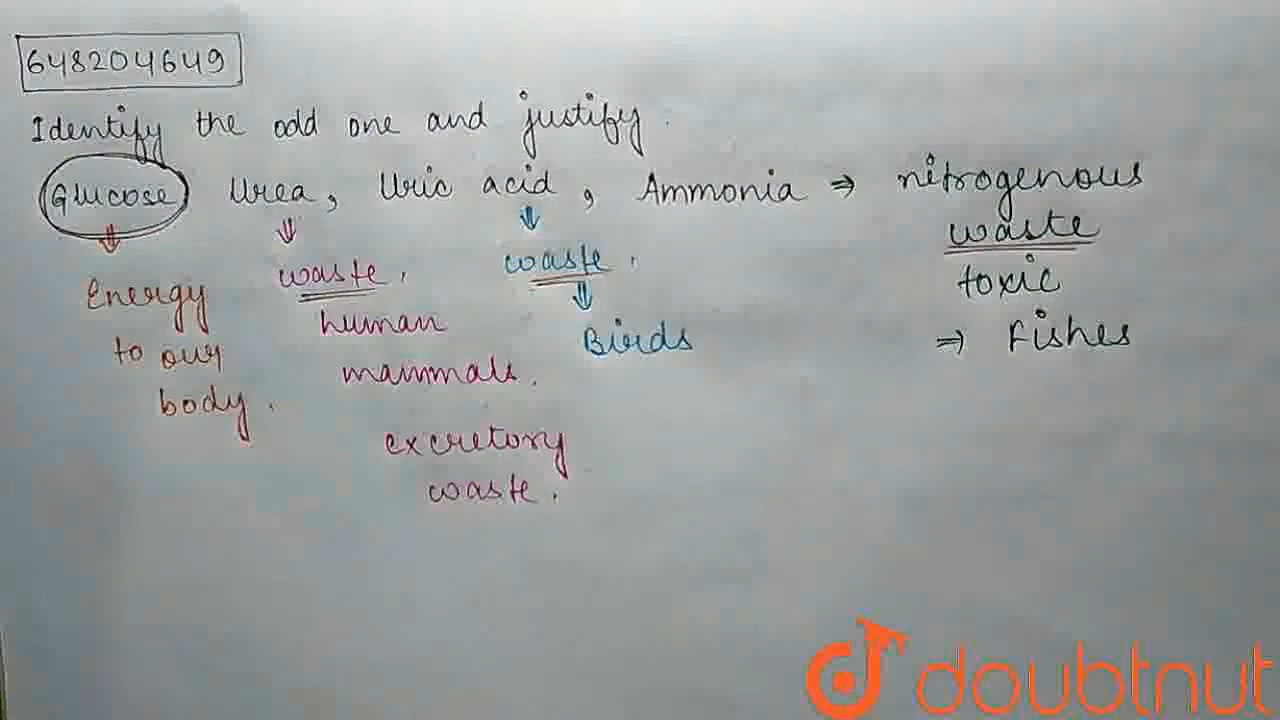 648204649
Identify the odd one and justify.
Glucose Urea, Uric acid, Ammonia ⇒ nitrogenous
waste
toxic
⇒ Fishes
Energy
to our
body.
waste.
human
mammals.
excretory
waste.
waste.
⇒ Birds
doubtnut